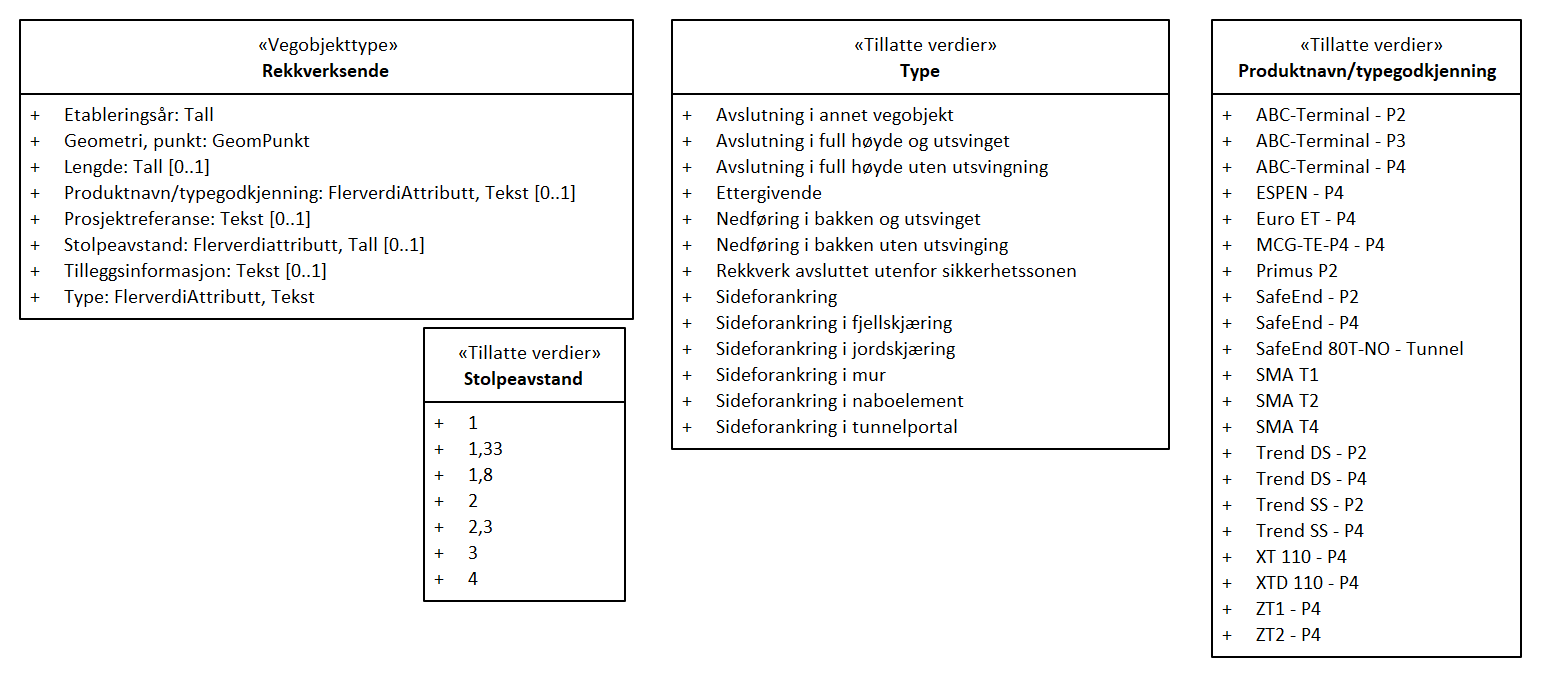 «Vegobjekttype»
Rekkverksende
+ Etableringsår: Tall
+ Geometri, punkt: GeomPunkt
+ Lengde: Tall [0..1]
+ Produktnavn/typegodkjenning: FlerverdiAttributt, Tekst [0..1]
+ Prosjektreferanse: Tekst [0..1]
+ Stolpeavstand: Flerverdiattributt, Tall [0..1]
+ Tilleggsinformasjon: Tekst [0..1]
+ Type: FlerverdiAttributt, Tekst
«Tillatte verdier»
Stolpeavstand
+ 1
+ 1,33
+ 1,8
+ 2
+ 2,3
+ 3
+ 4
«Tillatte verdier»
Type
+ Avslutning i annet vegobjekt
+ Avslutning i full høyde og utsvinget
+ Avslutning i full høyde uten utsvingning
+ Ettergivende
+ Nedføring i bakken og utsvinget
+ Nedføring i bakken uten utsvinging
+ Rekkverk avsluttet utenfor sikkerhetssonen
+ Sideforankring
+ Sideforankring i fjellskjæring
+ Sideforankring i jordskjæring
+ Sideforankring i mur
+ Sideforankring i naboelement
+ Sideforankring i tunnelportal
«Tillatte verdier»
Produktnavn/typegodkjenning
+ ABC-Terminal - P2
+ ABC-Terminal - P3
+ ABC-Terminal - P4
+ ESPEN - P4
+ Euro ET - P4
+ MCG-TE-P4 - P4
+ Primus P2
+ SafeEnd - P2
+ SafeEnd - P4
+ SafeEnd 80T-NO - Tunnel
+ SMA T1
+ SMA T2
+ SMA T4
+ Trend DS - P2
+ Trend DS - P4
+ Trend SS - P2
+ Trend SS - P4
+ XT 110 - P4
+ XTD 110 - P4
+ ZT1 - P4
+ ZT2 - P4